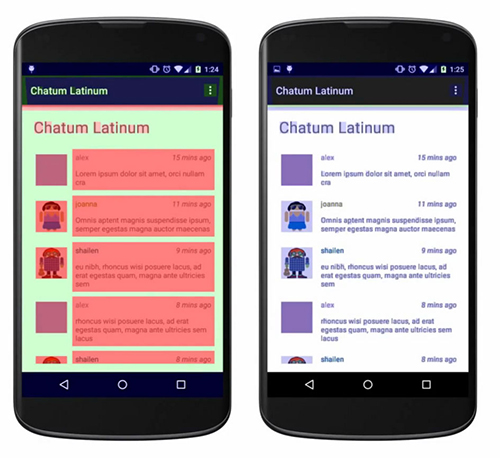 1:24
Chatum Latinum
Chatum Latinum
alex 15 mins ago
Lorem ipsum dolor sit amet, orci nullam
cra
joanna 11 mins ago
Omnis aptent magnis suspendisse ipsum,
semper egestas magna auctor maecenas
shailen 9 mins ago
eu nibh, rhoncus wisi posuere lacus, ad
erat egestas quam, magna ante ultricies
sem
alex 8 mins ago
rhoncus wisi posuere lacus, ad erat
egestas quam, magna ante ultricies sem
lacus
shailen 8 mins ago
1:25
Chatum Latinum
Chatum Latinum
alex 15 mins ago
Lorem ipsum dolor sit amet, orci nullam
cra
joanna 11 mins ago
Omnis aptent magnis suspendisse ipsum,
semper egestas magna auctor maecenas
shailen 9 mins ago
eu nibh, rhoncus wisi posuere lacus, ad
erat egestas quam, magna ante ultricies
sem
alex 8 mins ago
rhoncus wisi posuere lacus, ad erat
egestas quam, magna ante ultricies sem
lacus
shailen 8 mins ago